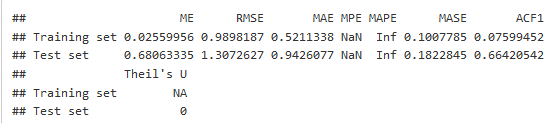 ##                      ME      RMSE       MAE MPE MAPE      MASE       ACF1
## Training set 0.02559956 0.9898187 0.5211338 NaN  Inf 0.1007785 0.07599452
## Test set     0.68063335 1.3072627 0.9426077 NaN  Inf 0.1822845 0.66420542
##              Theil's U
## Training set        NA
## Test set             0